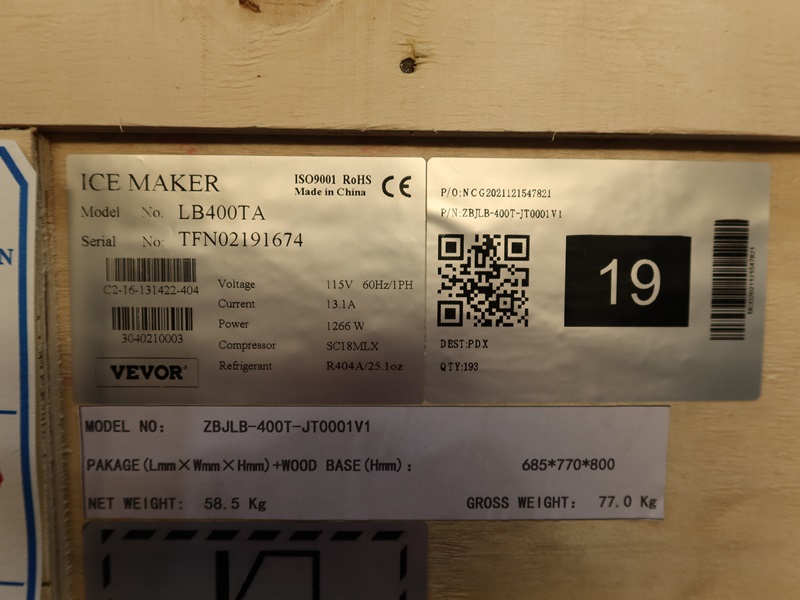 N
ICE MAKER
ISO9001 RoHS
Made in China
CE
Model No. LB400TA
Serial No: TFN02191674
C2-16-131422-404
3040210003
VEVOR®
Voltage 115V 60Hz/1PH
Current 13.1A
Power 1266 W
Compressor SC18MLX
Refrigerant R404A/25.1oz
P/O:NCG2021121547821
P/N:ZBJLB-400T-JT0001V1
19
DEST:PDX
QTY:193
NCG2021121547821
MODEL NO: ZBJLB-400T-JT0001V1
PAKAGE(Lmm×Wmm×Hmm)+WOOD BASE(Hmm): 685*770*800
NET WEIGHT: 58.5 Kg GROSS WEIGHT: 77.0 Kg